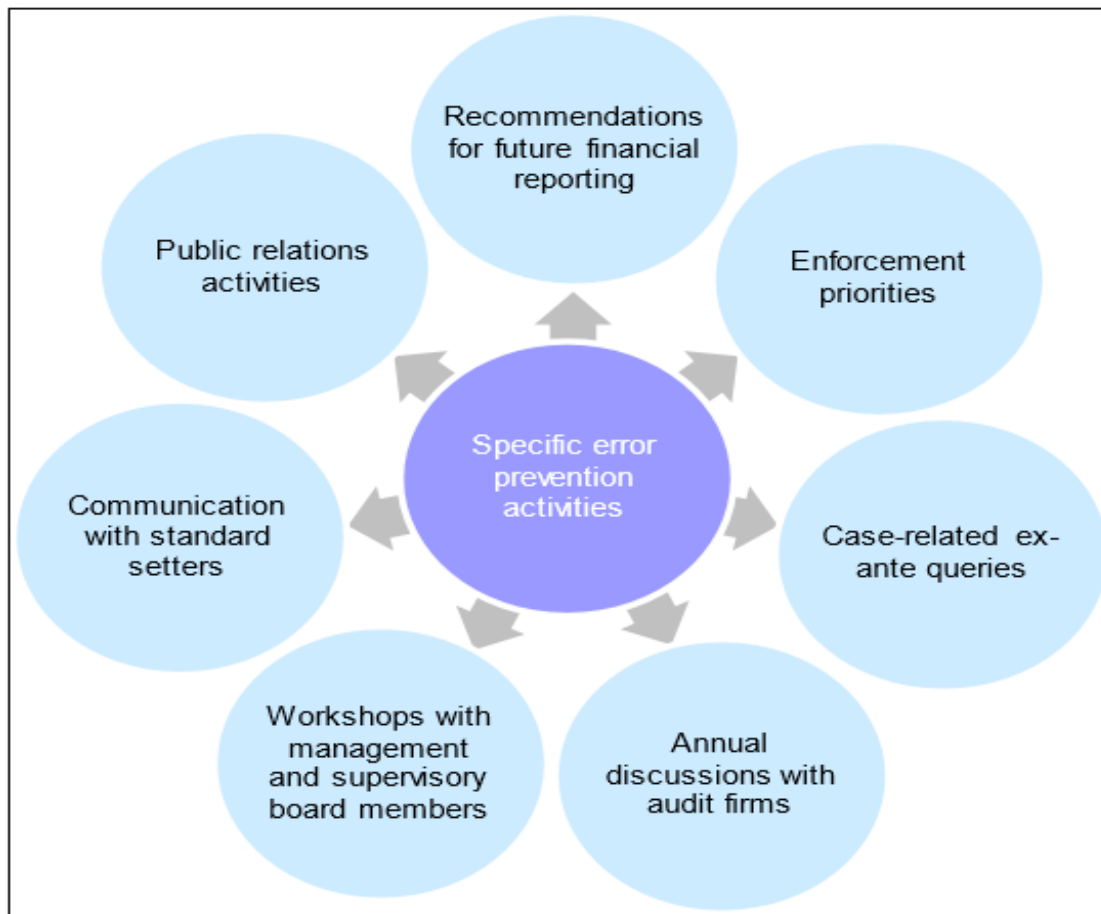 Recommendations
for future financial
reporting
Enforcement
priorities
Case-related ex-
ante queries
Annual
discussions with
audit firms
Workshops with
management
and supervisory
board members
Communication
with standard
setters
Public relations
activities
Specific error
prevention
activities